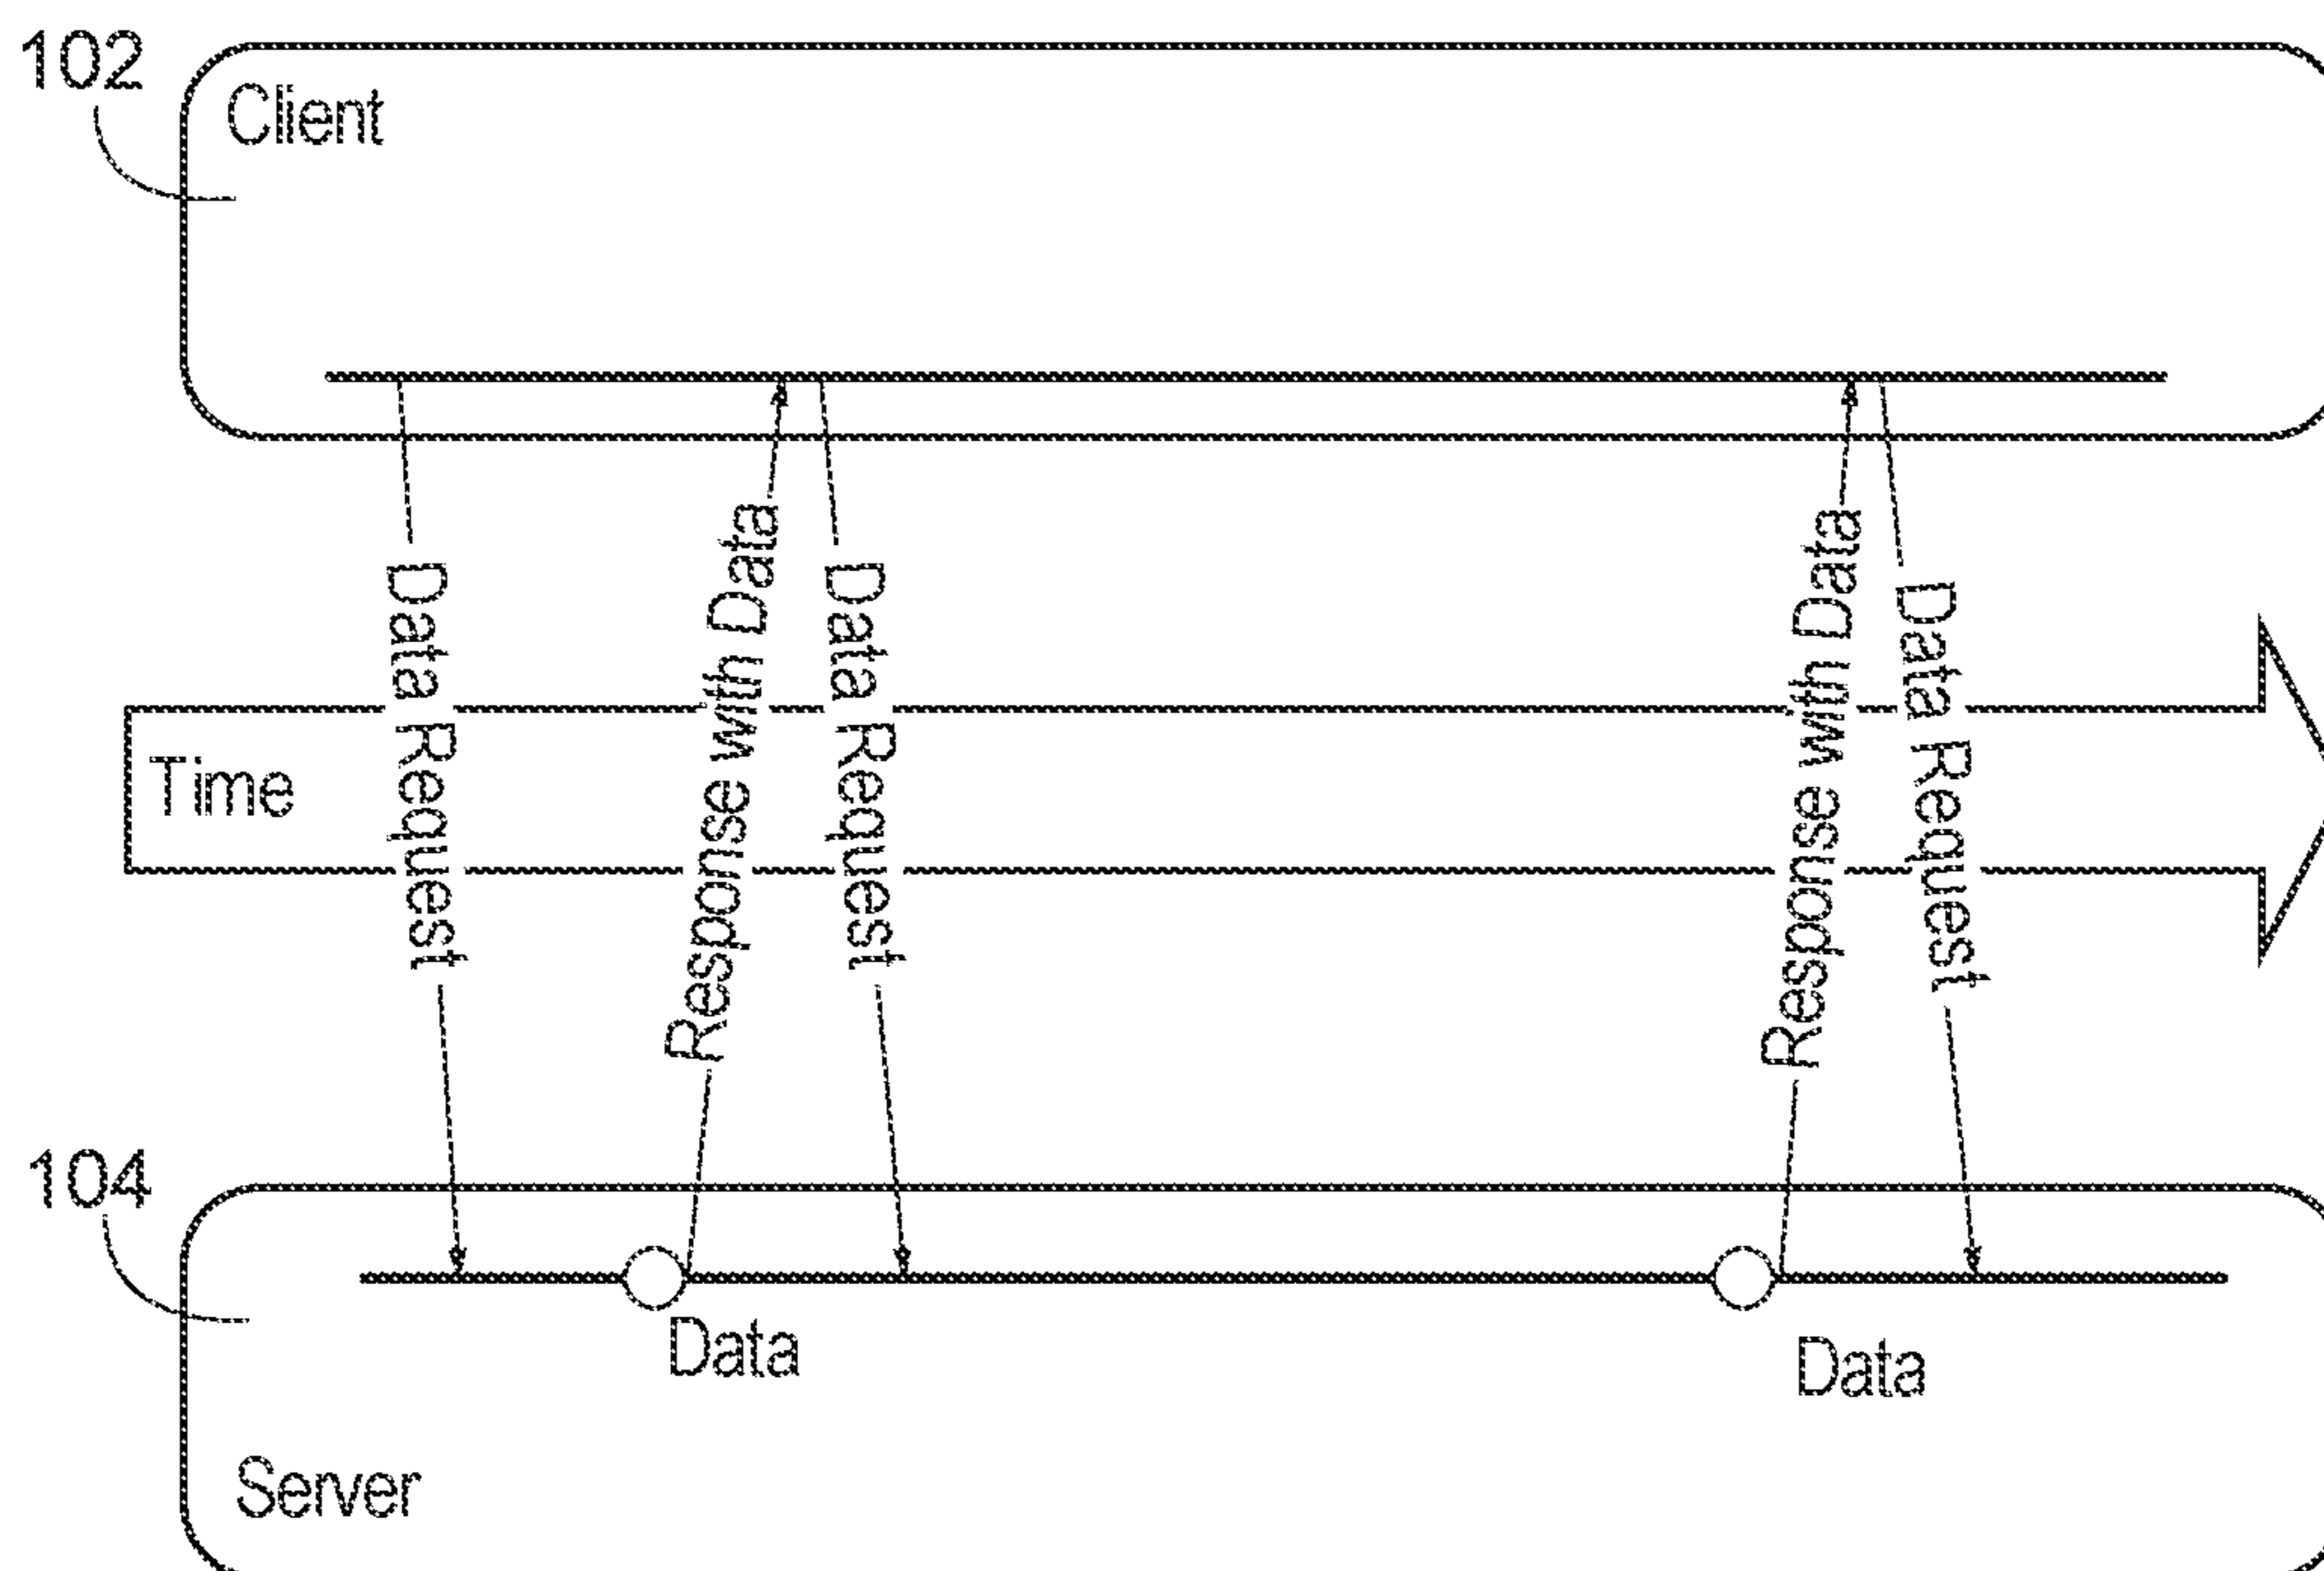 102
Client
Data Request
Response with Data
Data Request
Response with Data
Data Request
Time
104
Data
Data
Server